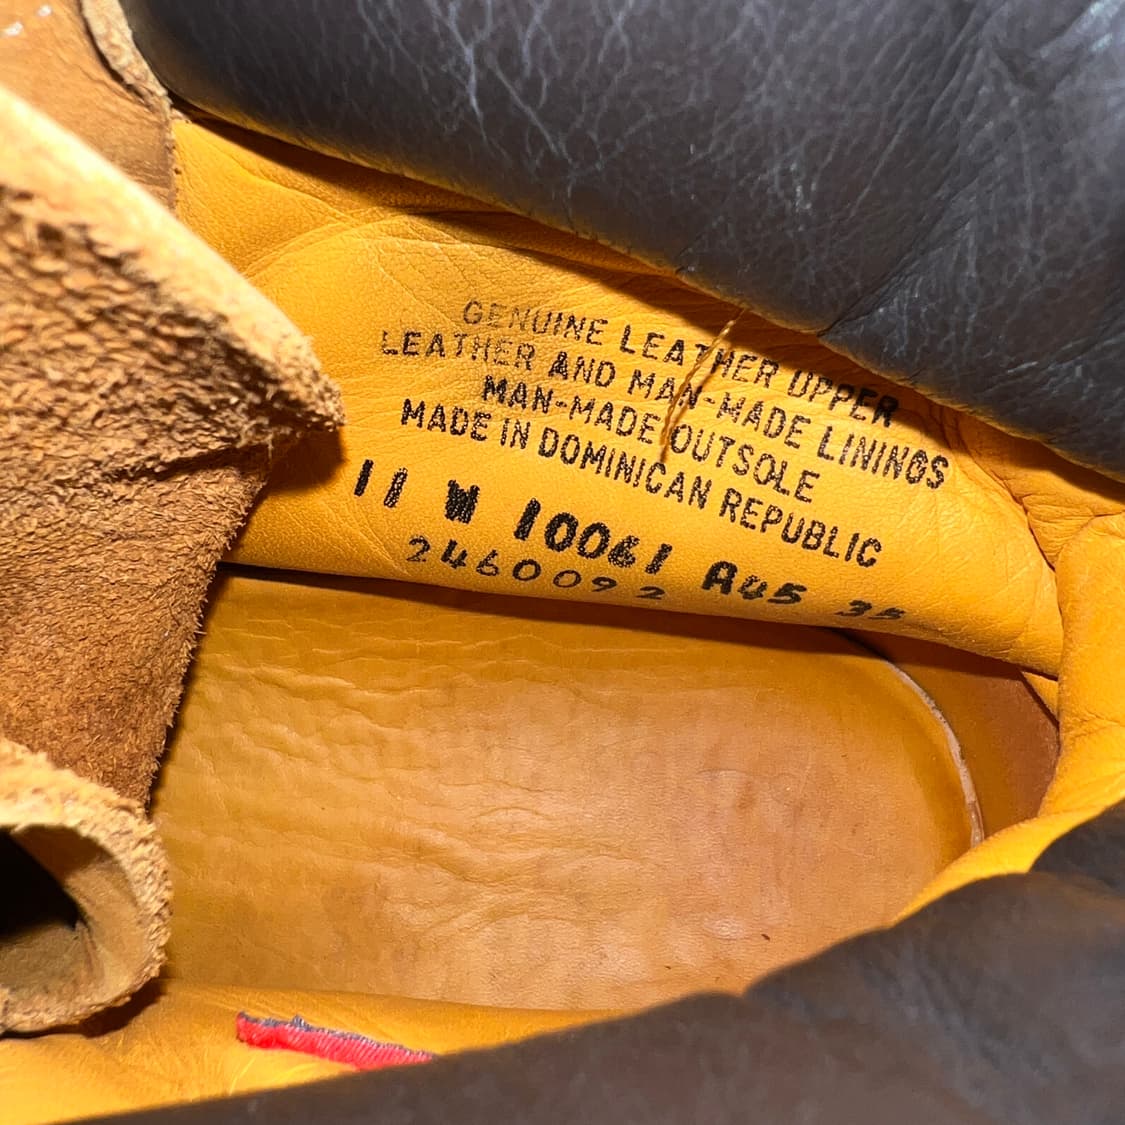 GENUINE LEATHER UPPER
LEATHER AND MAN-MADE LININGS
MAN-MADE OUTSOLE
MADE IN DOMINICAN REPUBLIC
11 W 10061 A05 35
2460092